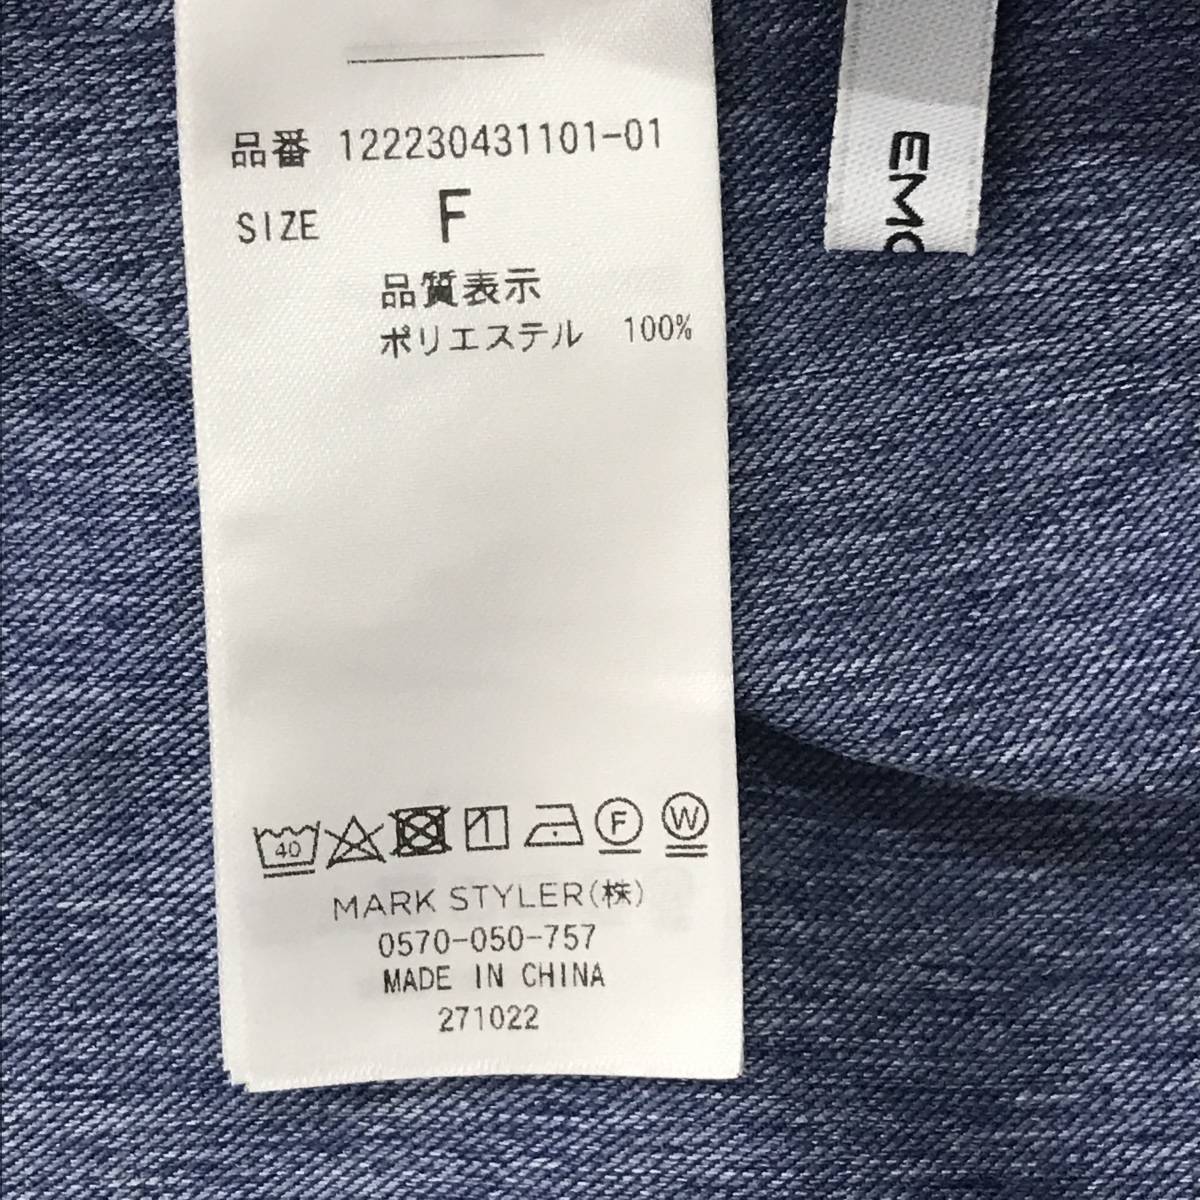 品番 122230431101-01
SIZE F
品質表示
ポリエステル 100%
40 F W
MARK STYLER(株)
0570-050-757
MADE IN CHINA
271022
EMO